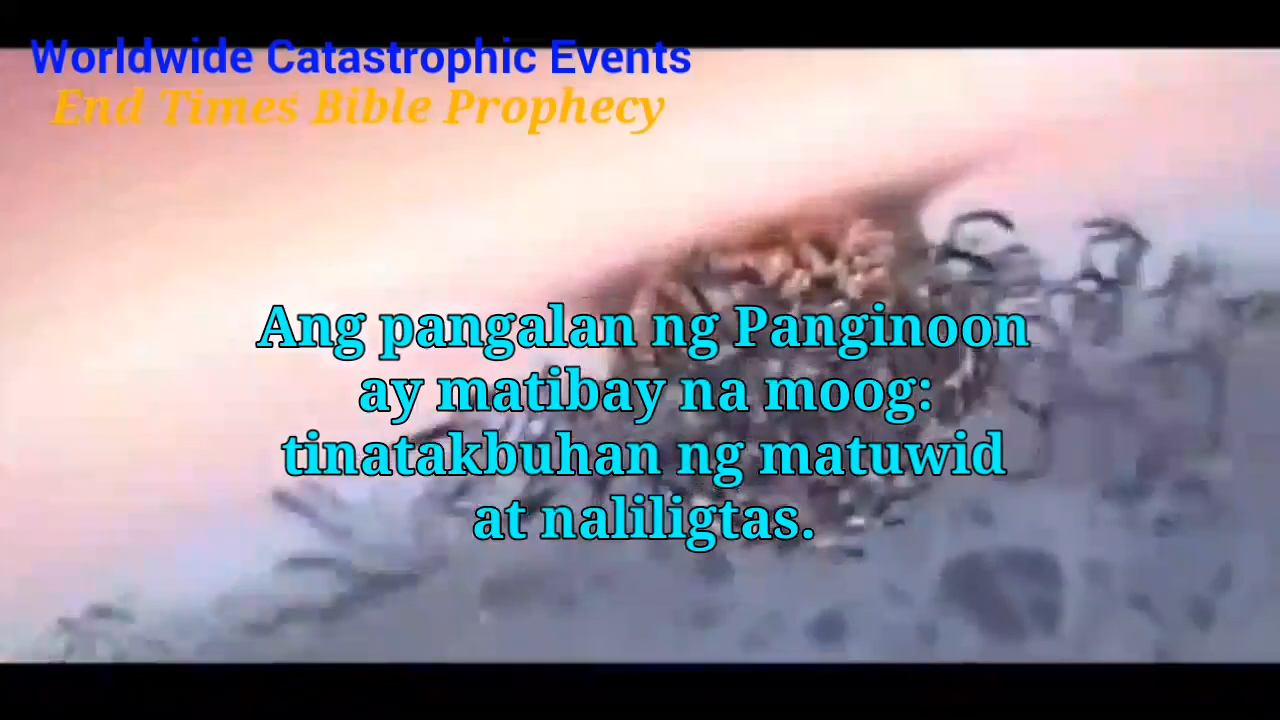 Worldwide Catastrophic Events
End Times Bible Prophecy
Ang pangalan ng Panginoon
ay matibay na moog:
tinatakbuhan ng matuwid
at naliligtas.